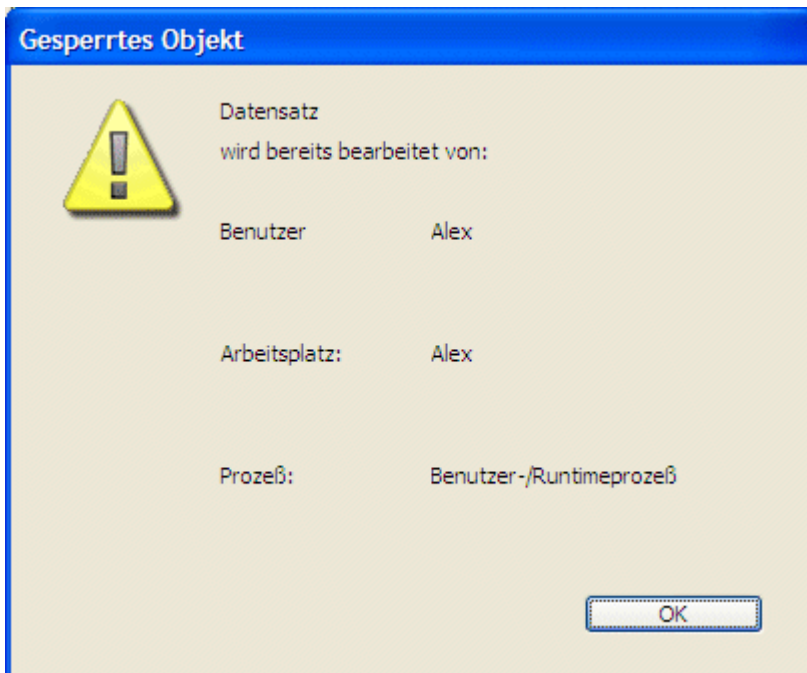 Gesperrtes Objekt
Datensatz
wird bereits bearbeitet von:
Benutzer Alex
Arbeitsplatz: Alex
Prozeß: Benutzer-/Runtimeprozeß
OK